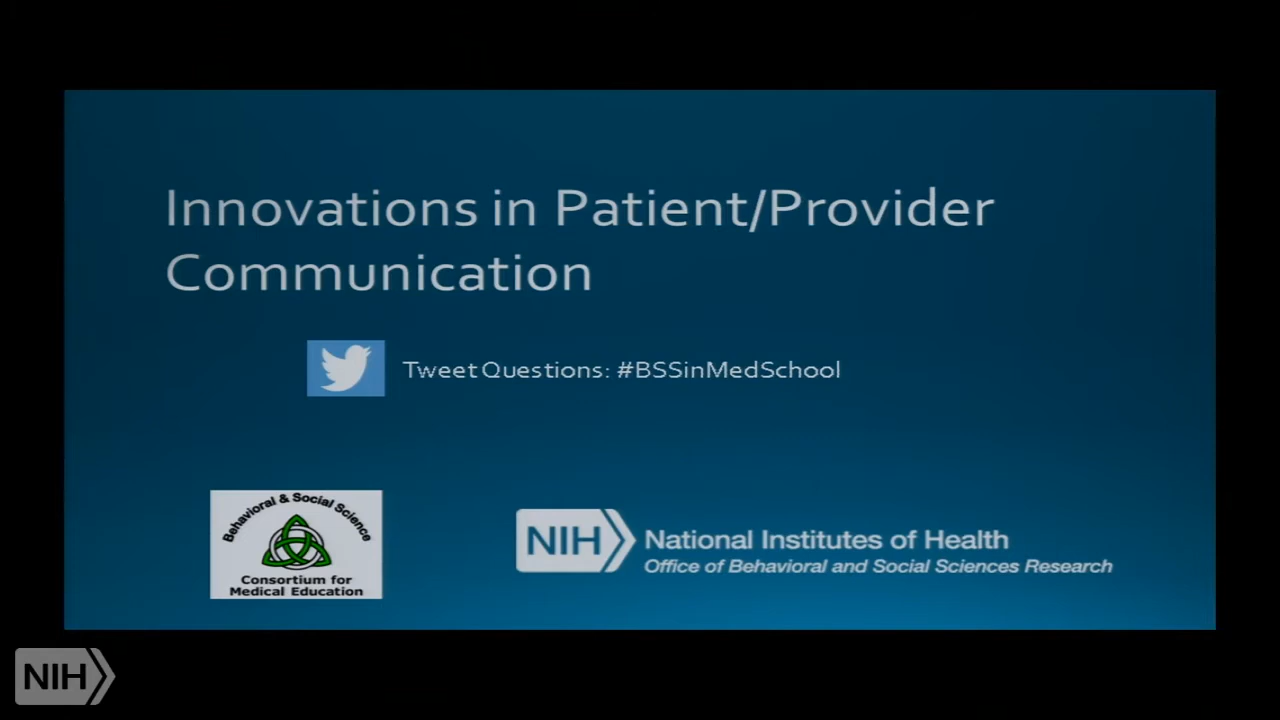 Innovations in Patient/Provider
Communication
Tweet Questions: #BSSinMedSchool
Behavioral & Social Science
Consortium for
Medical Education
NIH
National Institutes of Health
Office of Behavioral and Social Sciences Research
NIH